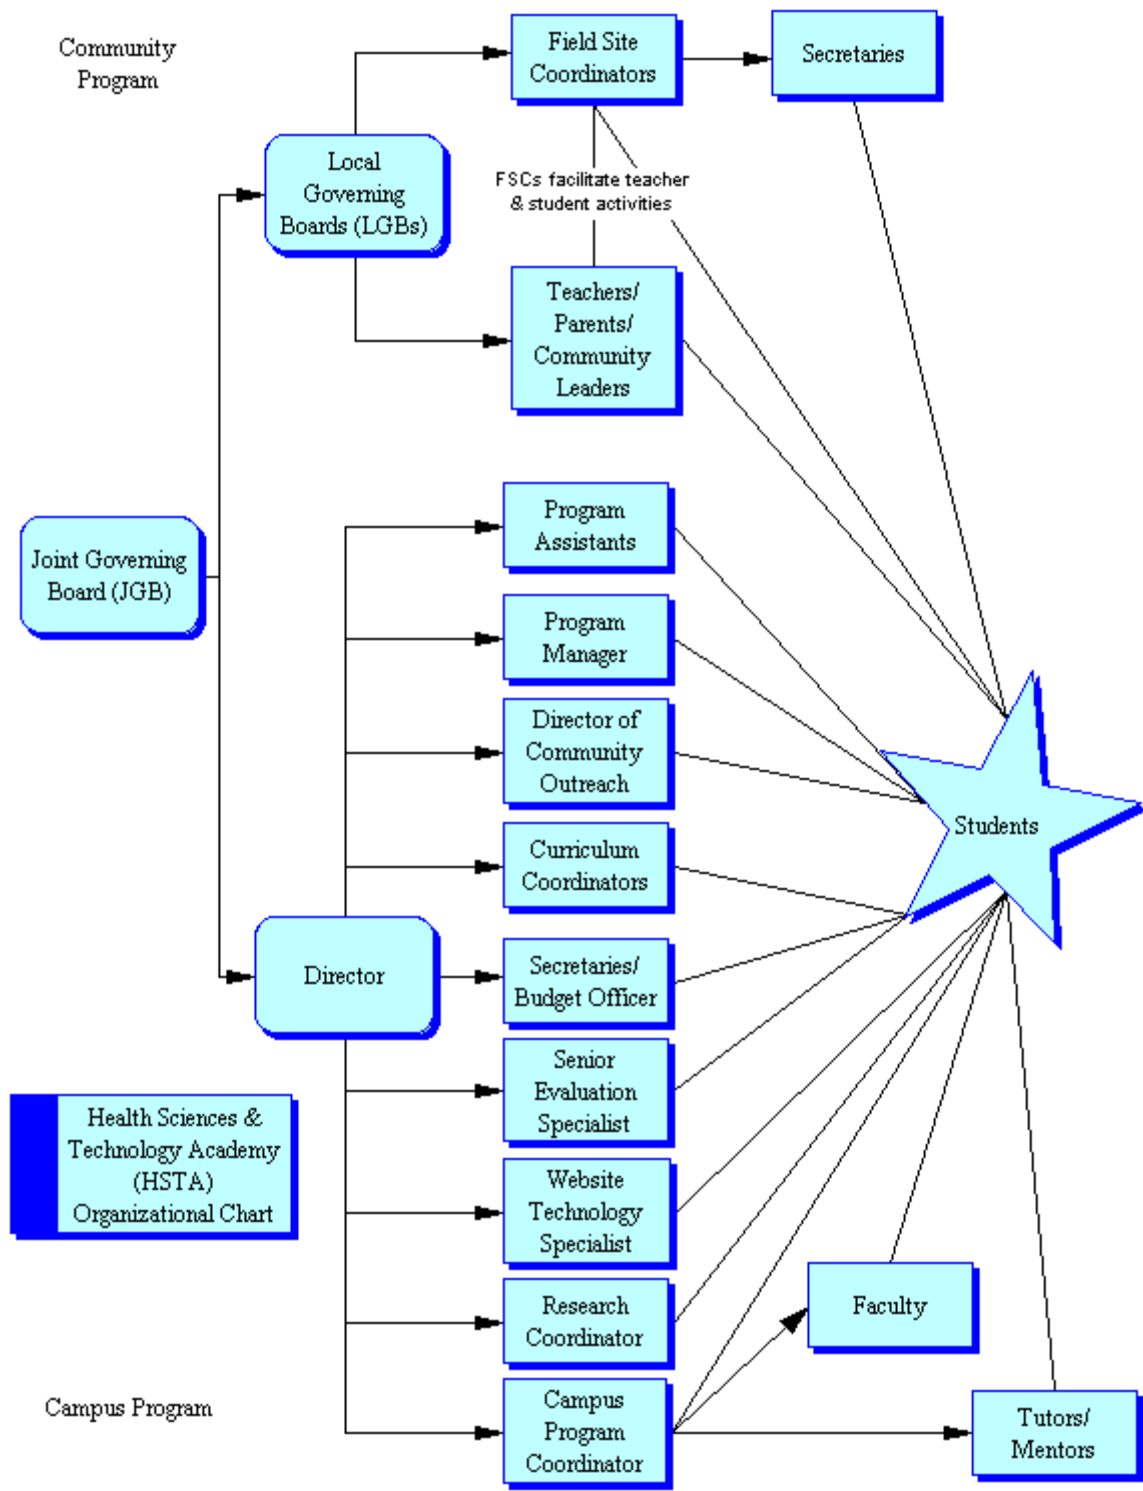 Community
Program
Field Site
Coordinators
Secretaries
Local
Governing
Boards (LGBs)
FSCs facilitate teacher
& student activities
Teachers/
Parents/
Community
Leaders
Joint Governing
Board (JGB)
Program
Assistants
Program
Manager
Director of
Community
Outreach
Curriculum
Coordinators
Students
Director
Secretaries/
Budget Officer
Senior
Evaluation
Specialist
Health Sciences &
Technology Academy
(HSTA)
Organizational Chart
Website
Technology
Specialist
Research
Coordinator
Faculty
Campus Program
Campus
Program
Coordinator
Tutors/
Mentors